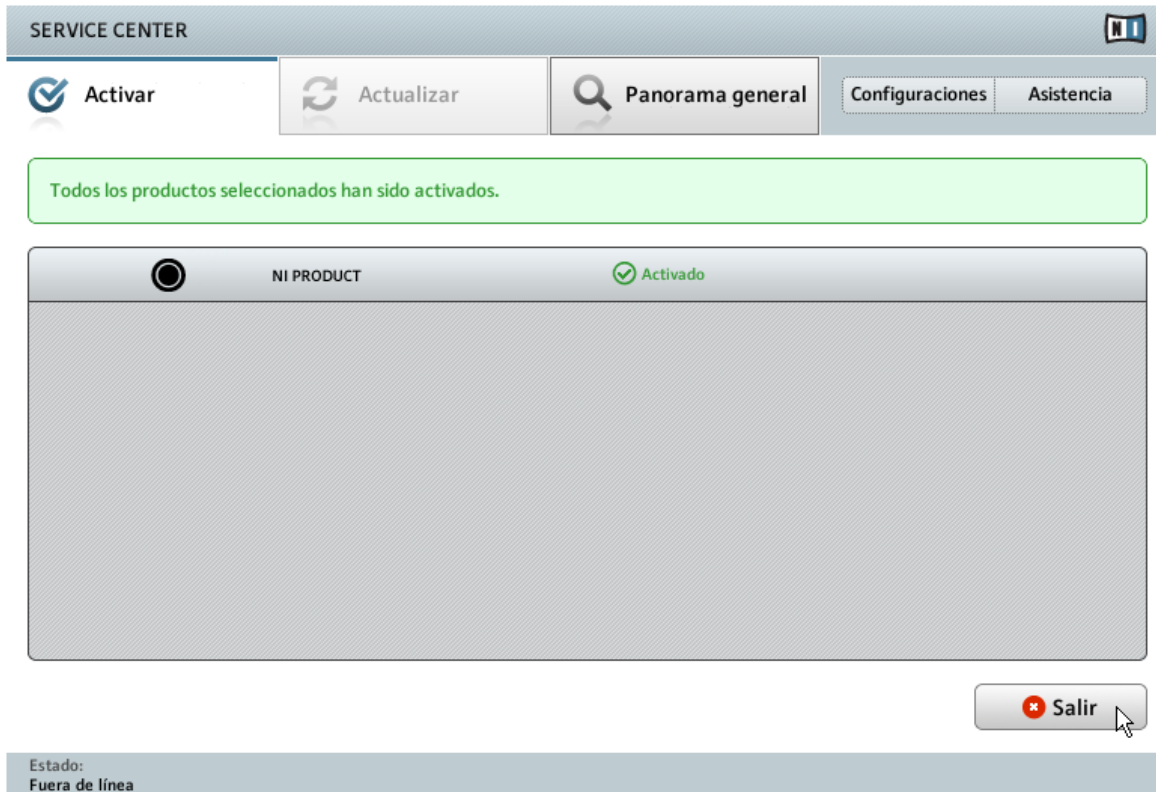 SERVICE CENTER
NI
Activar
Actualizar
Panorama general
Configuraciones
Asistencia
Todos los productos seleccionados han sido activados.
NI PRODUCT
Activado
Salir
Estado:
Fuera de línea